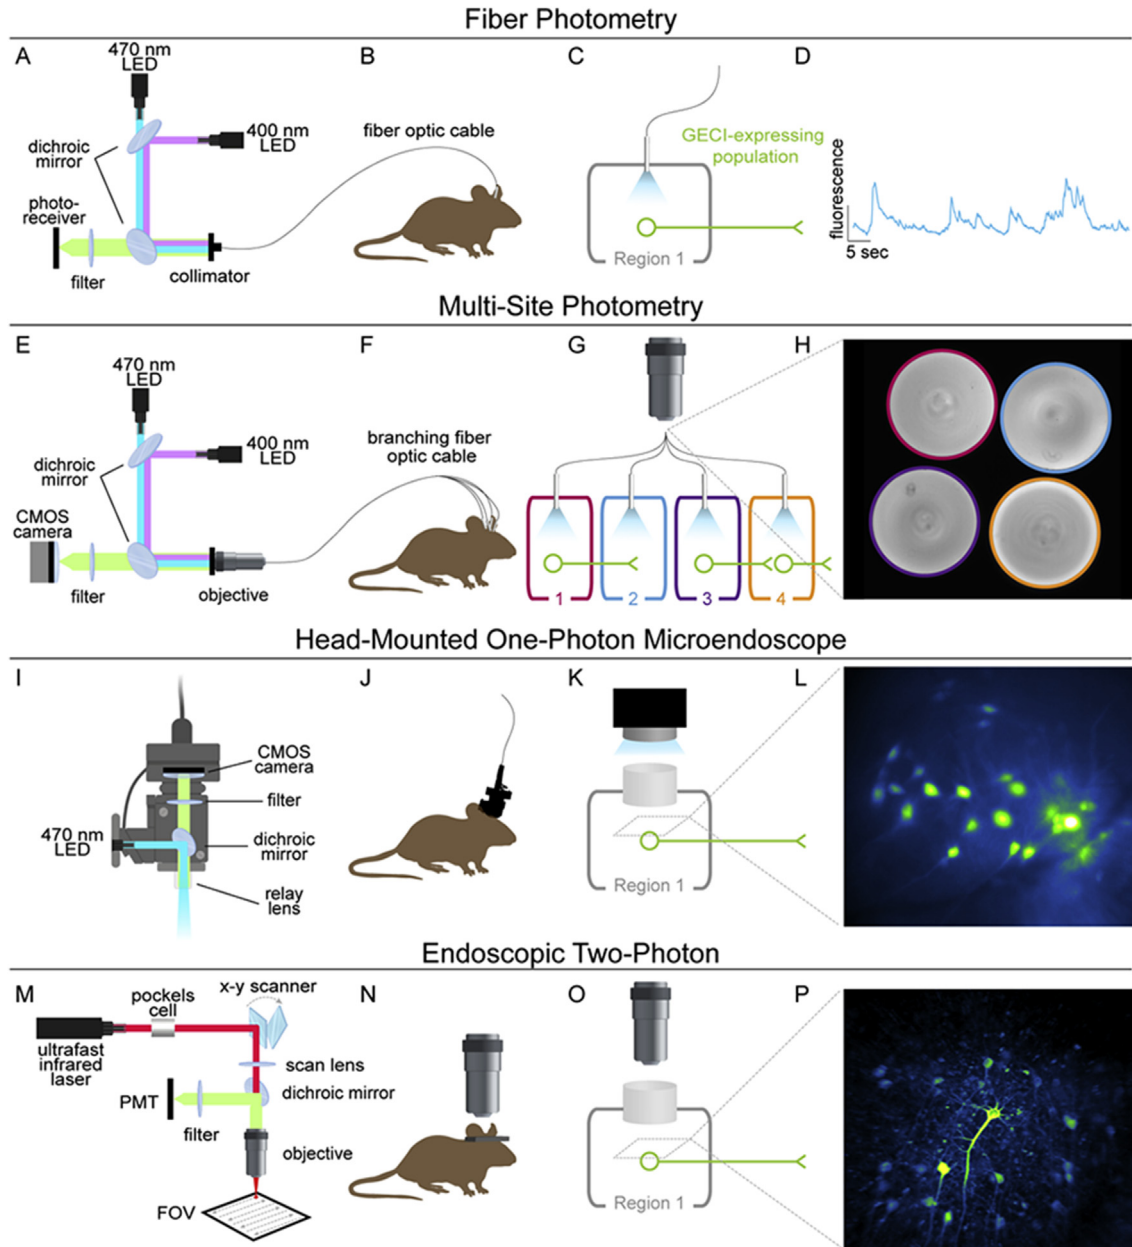 Fiber Photometry
A
470 nm
LED
400 nm
LED
dichroic
mirror
photo-
receiver
filter
collimator
B
fiber optic cable
C
GECI-expressing
population
Region 1
D
fluorescence
5 sec
Multi-Site Photometry
E
470 nm
LED
400 nm
LED
dichroic
mirror
CMOS
camera
filter
objective
F
branching fiber
optic cable
G
1
2
3
4
H
Head-Mounted One-Photon Microendoscope
I
CMOS
camera
filter
470 nm
LED
dichroic
mirror
relay
lens
J
K
Region 1
L
Endoscopic Two-Photon
M
x-y scanner
pockels
cell
ultrafast
infrared
laser
scan lens
dichroic mirror
PMT
filter
objective
FOV
N
O
Region 1
P